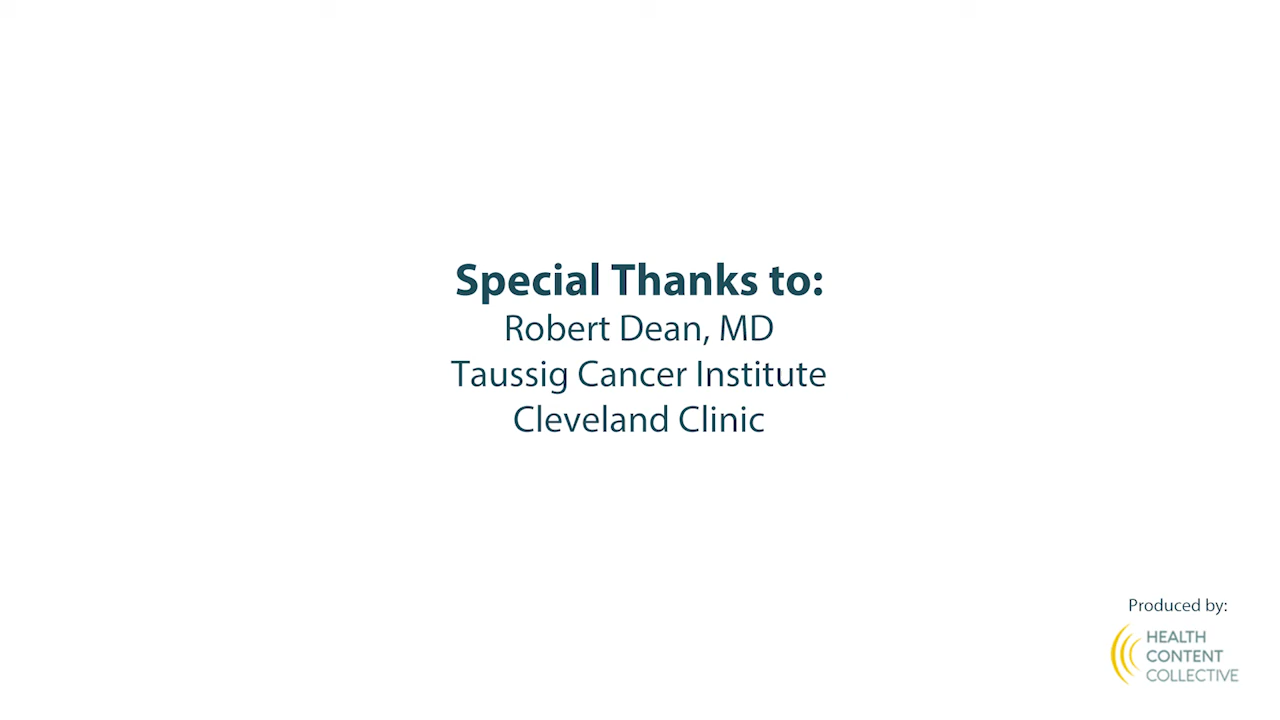 Special Thanks to:
Robert Dean, MD
Taussig Cancer Institute
Cleveland Clinic
Produced by:
HEALTH
CONTENT
COLLECTIVE